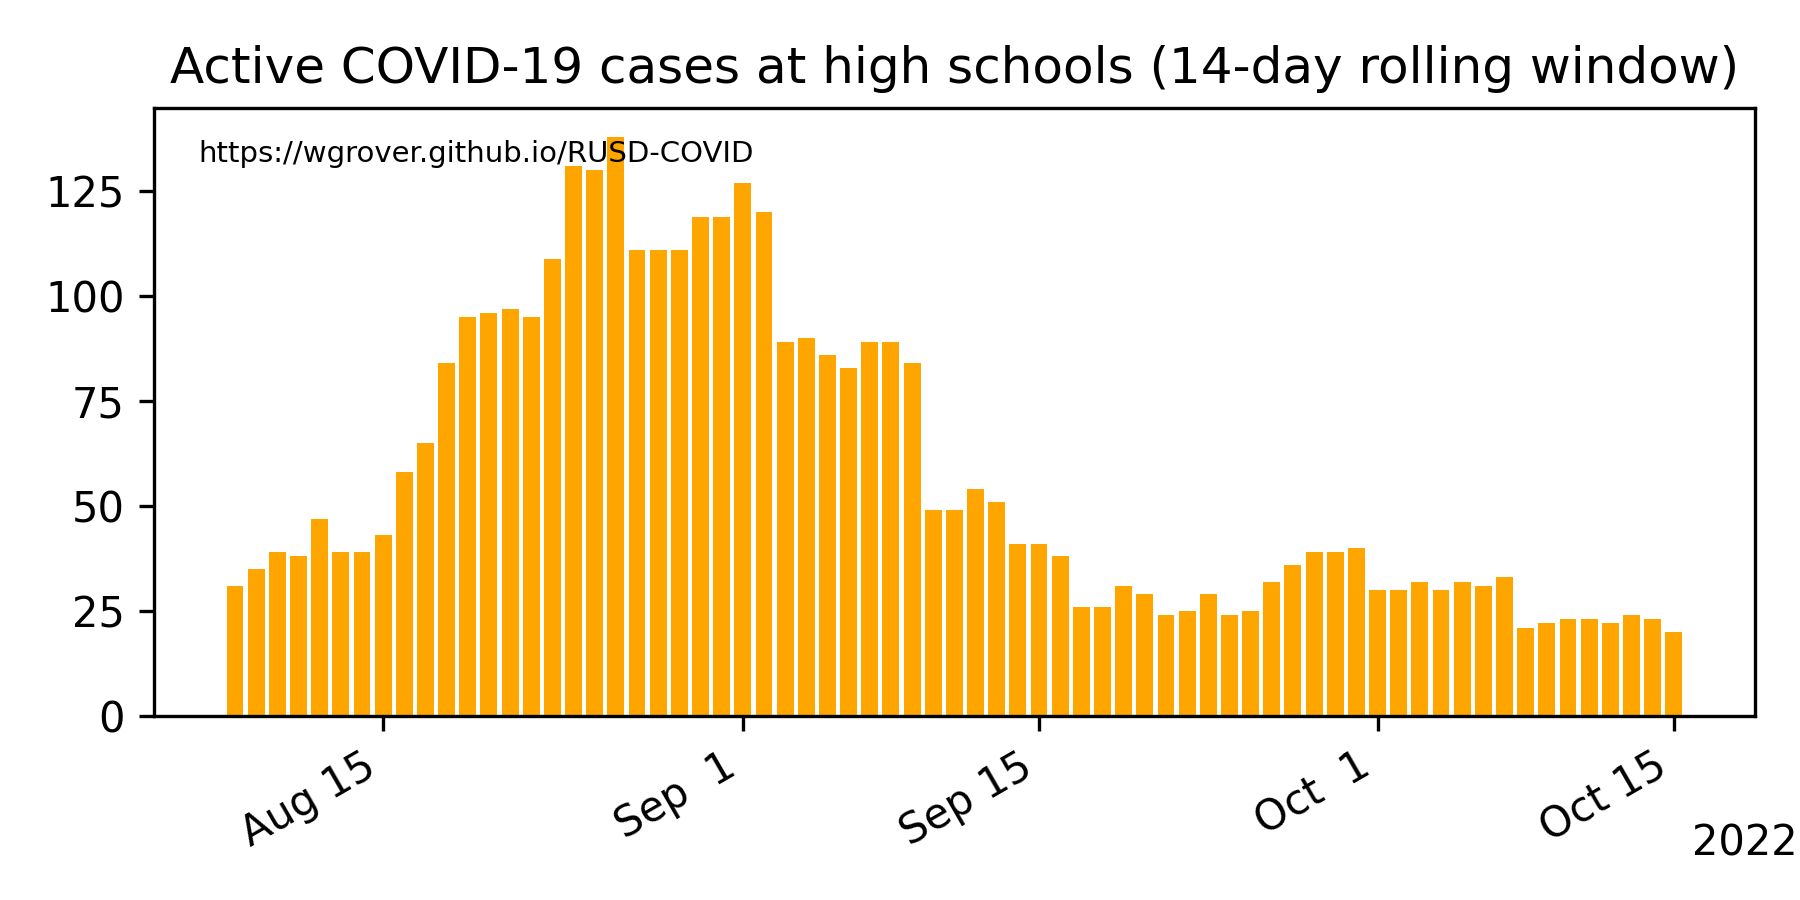 Active COVID-19 cases at high schools (14-day rolling window)
https://wgrover.github.io/RUSD-COVID
125
100
75
50
25
0
Aug 15
Sep 1
Sep 15
Oct 1
Oct 15
2022